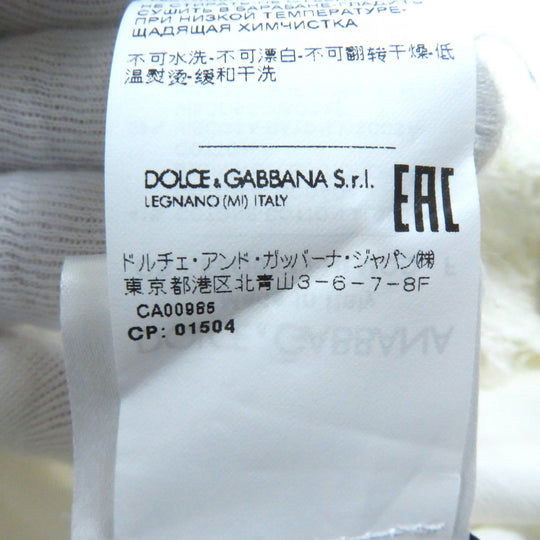 СУШИТЬ В БАРАБАНЕ
ПРИ НИЗКОЙ ТЕМПЕРАТУРЕ.
ЩАДЯЩАЯ ХИМЧИСТКА
不可水洗-不可漂白-不可翻转干燥-低
温熨烫-缓和干洗
DOLCE & GABBANA S.r.l.
LEGNANO (MI) ITALY
EAC
ドルチェ・アンド・ガッバーナ・ジャパン㈱
東京都港区北青山3-6-7-8F
CA00985
CP: 01504